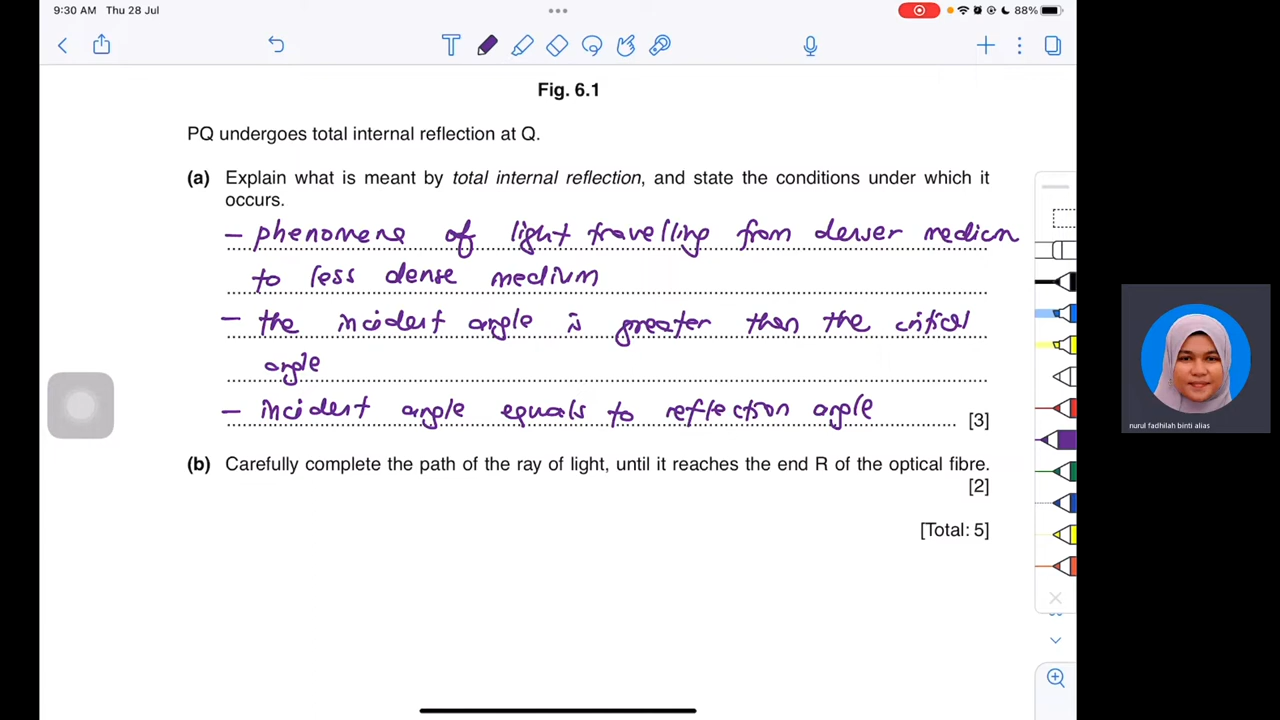 9:30 AM Thu 28 Jul
88%
Fig. 6.1
PQ undergoes total internal reflection at Q.
(a) Explain what is meant by total internal reflection, and state the conditions under which it
occurs.
– phenomena of light travelling from denser medium
to less dense medium
– the incident angle is greater than the critical
angle
– incident angle equals to reflection angle
[3]
(b) Carefully complete the path of the ray of light, until it reaches the end R of the optical fibre.
[2]
[Total: 5]
nurul fadhilah binti alias